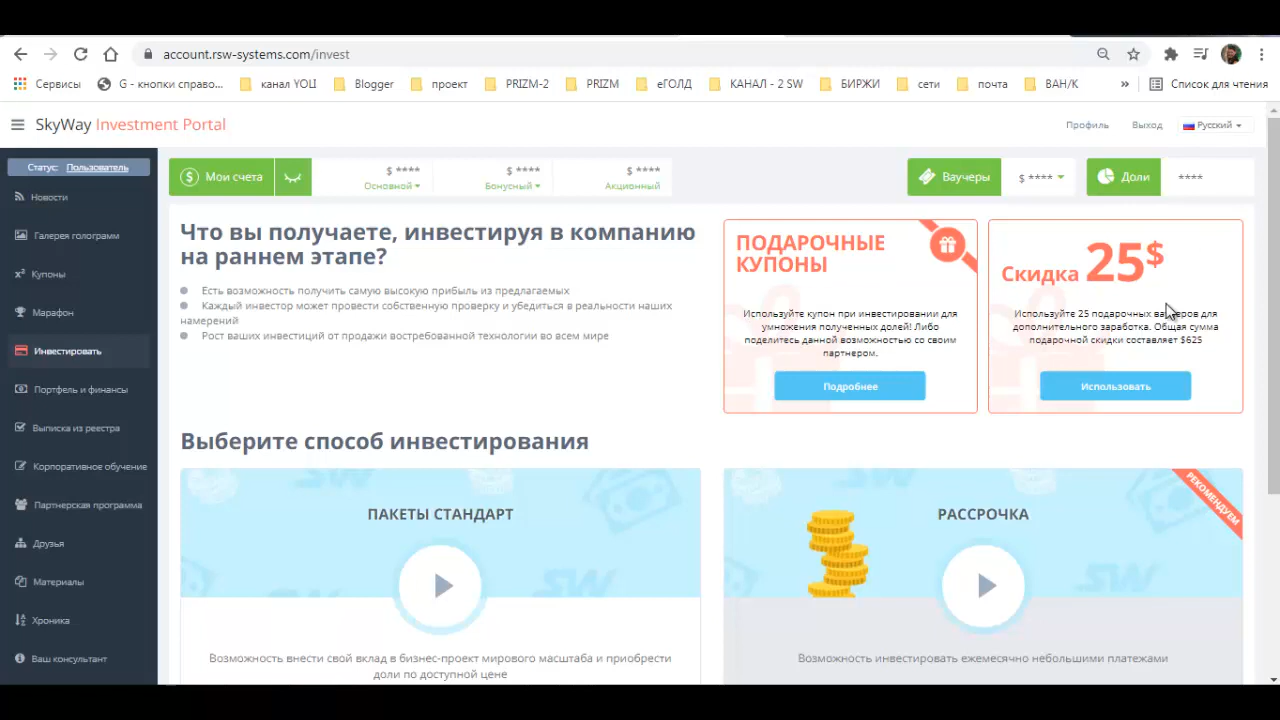 account.rsw-systems.com/invest
Сервисы
G - кнопки справо...
канал YOU
Blogger
проект
PRIZM-2
PRIZM
еГОЛД
КАНАЛ - 2 SW
БИРЖИ
сети
почта
ВАН/К
»
Список для чтения
SkyWay Investment Portal
Профиль
Выход
Русский
Статус: Пользователь
Новости
Галерея голограмм
Купоны
Марафон
Инвестировать
Портфель и финансы
Выписка из реестра
Корпоративное обучение
Партнерская программа
Друзья
Материалы
Хроника
Ваш консультант
Мои счета
$ ****
Основной
$ ****
Бонусный
$ ****
Акционный
Ваучеры
$ ****
Доли
****
Что вы получаете, инвестируя в компанию
на раннем этапе?
Есть возможность получить самую высокую прибыль из предлагаемых
Каждый инвестор может провести собственную проверку и убедиться в реальности наших
намерений
Рост ваших инвестиций от продажи востребованной технологии во всем мире
ПОДАРОЧНЫЕ
КУПОНЫ
Используйте купон при инвестировании для
умножения полученных долей! Либо
поделитесь данной возможностью со своим
партнером.
Подробнее
Скидка 25$
Используйте 25 подарочных ваучеров для
дополнительного заработка. Общая сумма
подарочной скидки составляет $625
Использовать
Выберите способ инвестирования
ПАКЕТЫ СТАНДАРТ
Возможность внести свой вклад в бизнес-проект мирового масштаба и приобрести
доли по доступной цене
РЕКОМЕНДУЕМ
РАССРОЧКА
Возможность инвестировать ежемесячно небольшими платежами